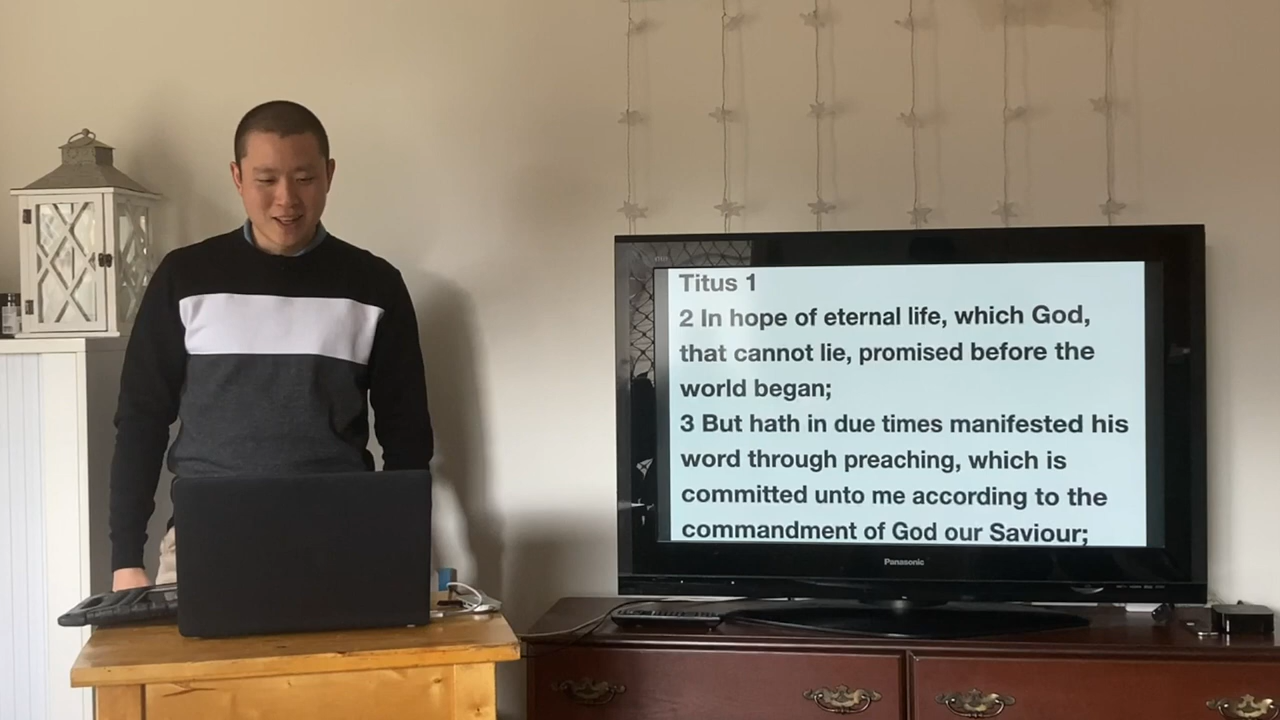 Titus 1
2 In hope of eternal life, which God,
that cannot lie, promised before the
world began;
3 But hath in due times manifested his
word through preaching, which is
committed unto me according to the
commandment of God our Saviour;
Panasonic